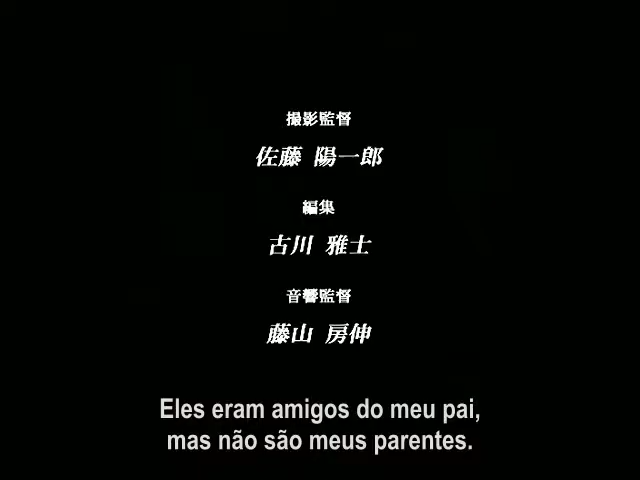 撮影監督
佐藤 陽一郎
編集
古川 雅士
音響監督
藤山 房伸
Eles eram amigos do meu pai,
mas não são meus parentes.